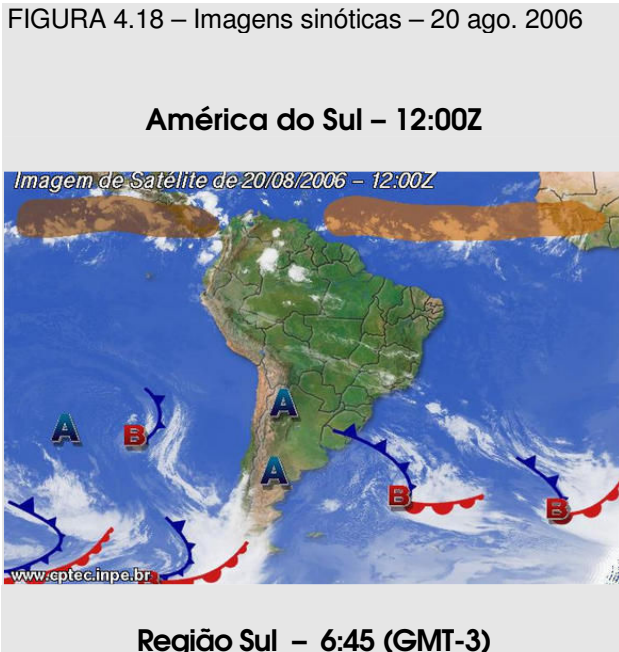 FIGURA 4.18 – Imagens sinóticas – 20 ago. 2006
América do Sul – 12:00Z
Imagem de Satélite de 20/08/2006 – 12:00Z
A
A
B
A
B
B
www.cptec.inpe.br
Região Sul – 6:45 (GMT-3)